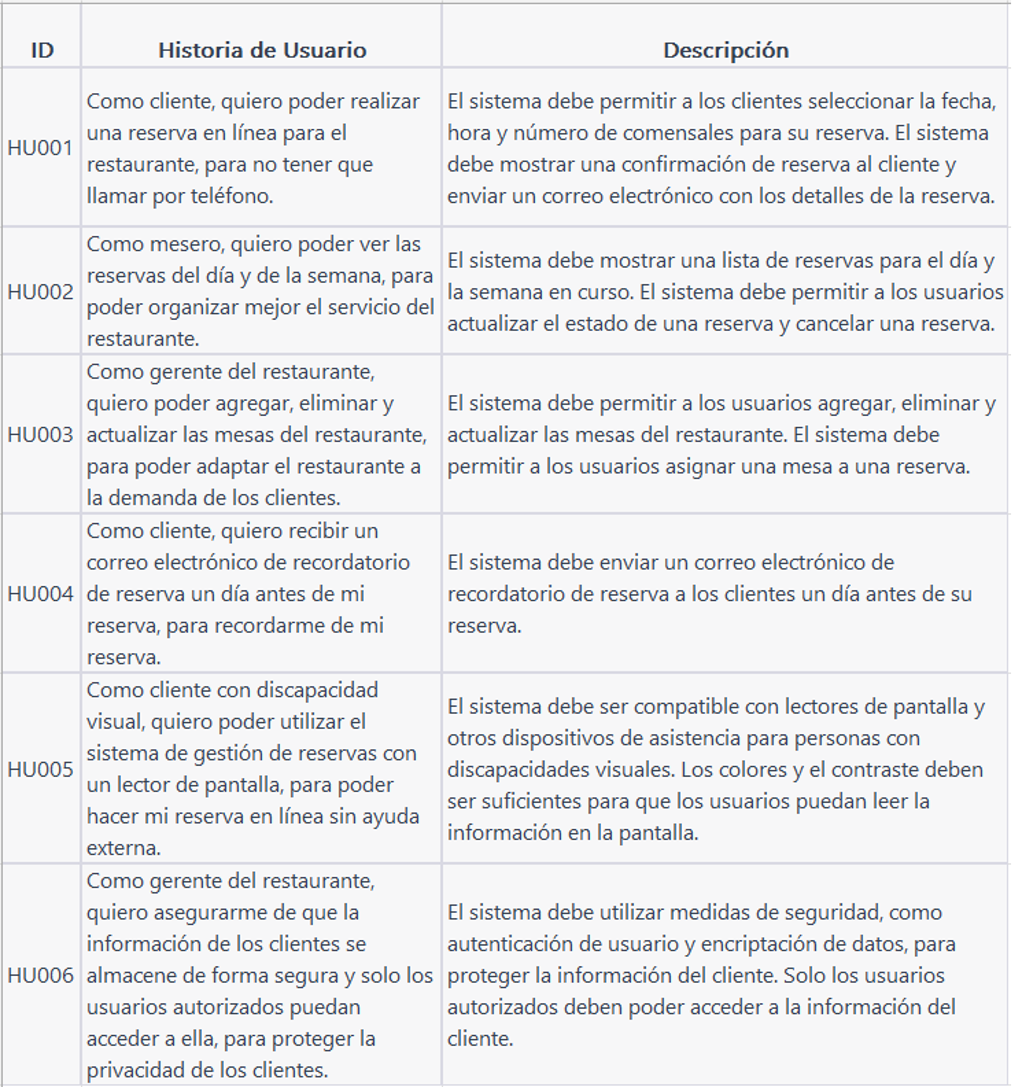 ID Historia de Usuario Descripción
HU001
Como cliente, quiero poder realizar
una reserva en línea para el
restaurante, para no tener que
llamar por teléfono.
El sistema debe permitir a los clientes seleccionar la fecha,
hora y número de comensales para su reserva. El sistema
debe mostrar una confirmación de reserva al cliente y
enviar un correo electrónico con los detalles de la reserva.
HU002
Como mesero, quiero poder ver las
reservas del día y de la semana, para
poder organizar mejor el servicio del
restaurante.
El sistema debe mostrar una lista de reservas para el día y
la semana en curso. El sistema debe permitir a los usuarios
actualizar el estado de una reserva y cancelar una reserva.
HU003
Como gerente del restaurante,
quiero poder agregar, eliminar y
actualizar las mesas del restaurante,
para poder adaptar el restaurante a
la demanda de los clientes.
El sistema debe permitir a los usuarios agregar, eliminar y
actualizar las mesas del restaurante. El sistema debe
permitir a los usuarios asignar una mesa a una reserva.
HU004
Como cliente, quiero recibir un
correo electrónico de recordatorio
de reserva un día antes de mi
reserva, para recordarme de mi
reserva.
El sistema debe enviar un correo electrónico de
recordatorio de reserva a los clientes un día antes de su
reserva.
HU005
Como cliente con discapacidad
visual, quiero poder utilizar el
sistema de gestión de reservas con
un lector de pantalla, para poder
hacer mi reserva en línea sin ayuda
externa.
El sistema debe ser compatible con lectores de pantalla y
otros dispositivos de asistencia para personas con
discapacidades visuales. Los colores y el contraste deben
ser suficientes para que los usuarios puedan leer la
información en la pantalla.
HU006
Como gerente del restaurante,
quiero asegurarme de que la
información de los clientes se
almacene de forma segura y solo los
usuarios autorizados puedan
acceder a ella, para proteger la
privacidad de los clientes.
El sistema debe utilizar medidas de seguridad, como
autenticación de usuario y encriptación de datos, para
proteger la información del cliente. Solo los usuarios
autorizados deben poder acceder a la información del
cliente.